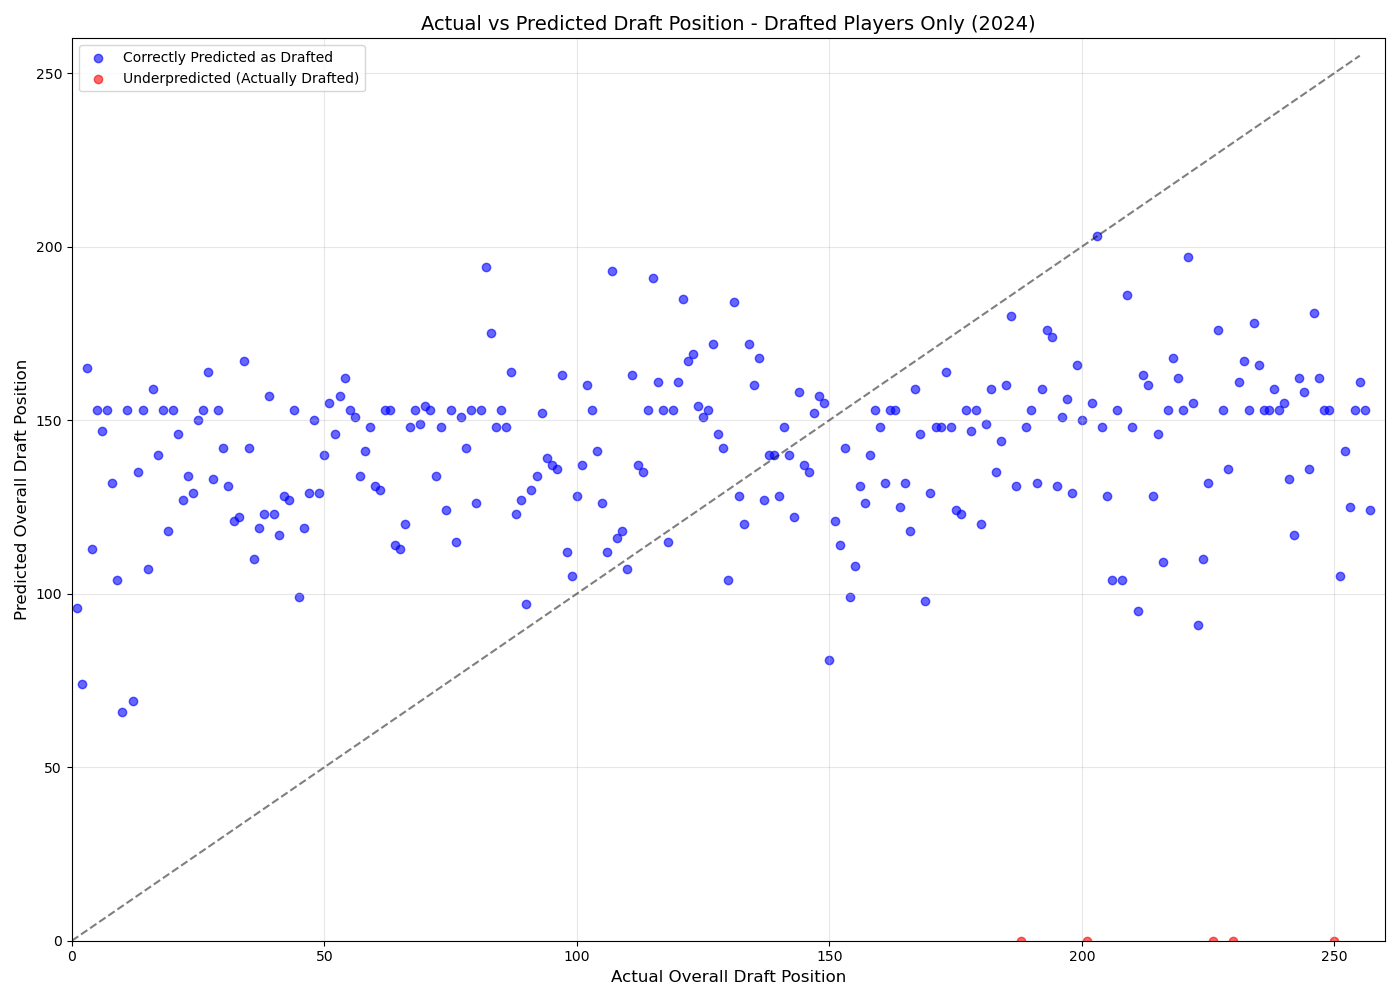 Actual vs Predicted Draft Position - Drafted Players Only (2024)
Correctly Predicted as Drafted
Underpredicted (Actually Drafted)
250
200
150
100
50
0
Predicted Overall Draft Position
0 50 100 150 200 250
Actual Overall Draft Position